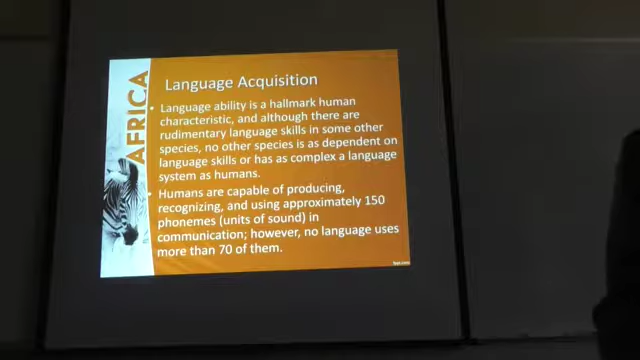 Language Acquisition
AFRICA
• Language ability is a hallmark human
characteristic, and although there are
rudimentary language skills in some other
species, no other species is as dependent on
language skills or has as complex a language
system as humans.
• Humans are capable of producing,
recognizing, and using approximately 150
phonemes (units of sound) in
communication; however, no language uses
more than 70 of them.